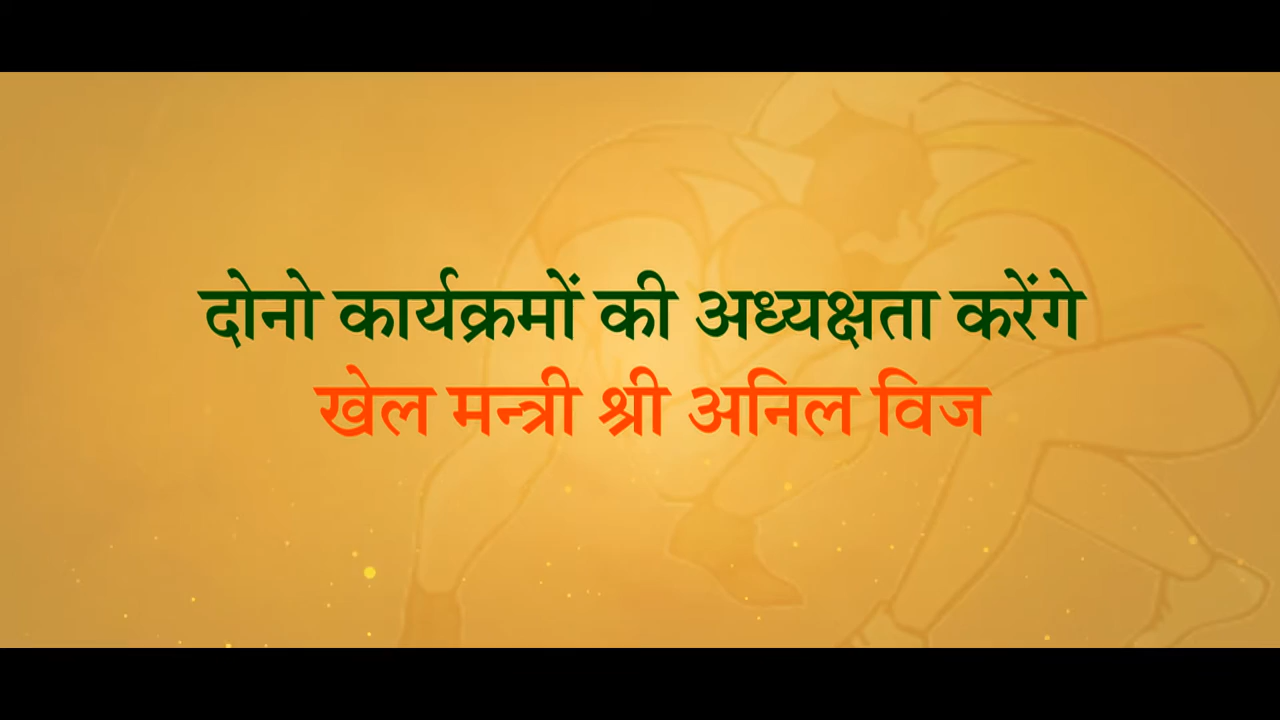 दोनो कार्यक्रमों की अध्यक्षता करेंगे
खेल मन्त्री श्री अनिल विज